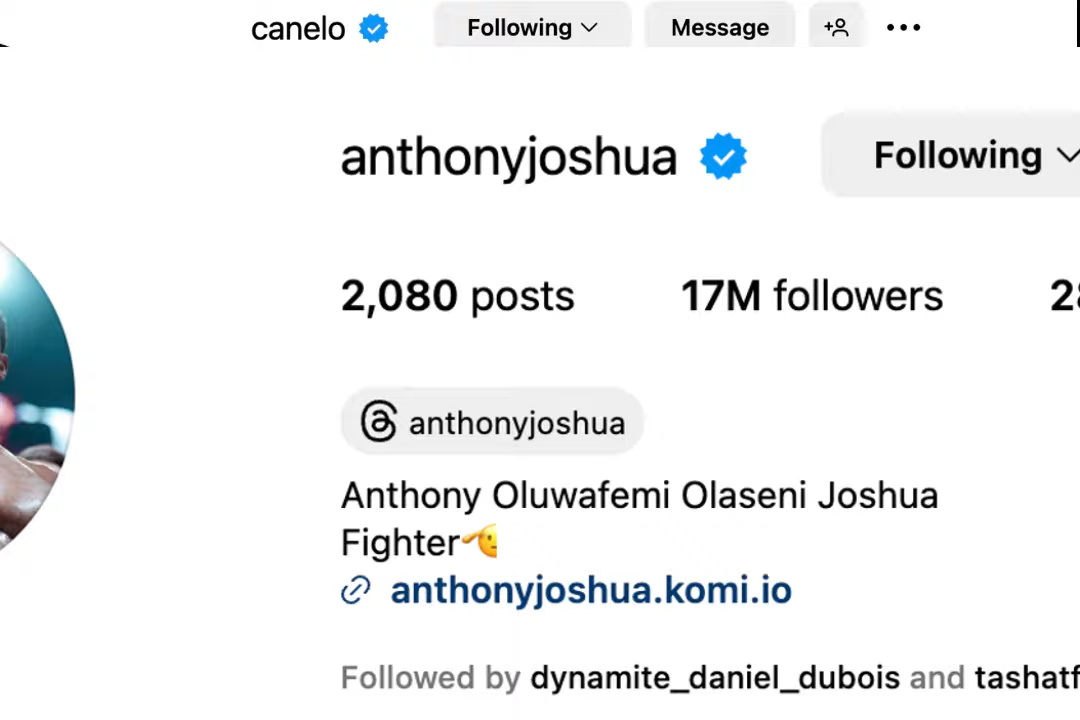 canelo Following Message
anthonyjoshua Following
2,080 posts 17M followers
anthonyjoshua
Anthony Oluwafemi Olaseni Joshua
Fighter🫡
anthonyjoshua.komi.io
Followed by dynamite_daniel_dubois and